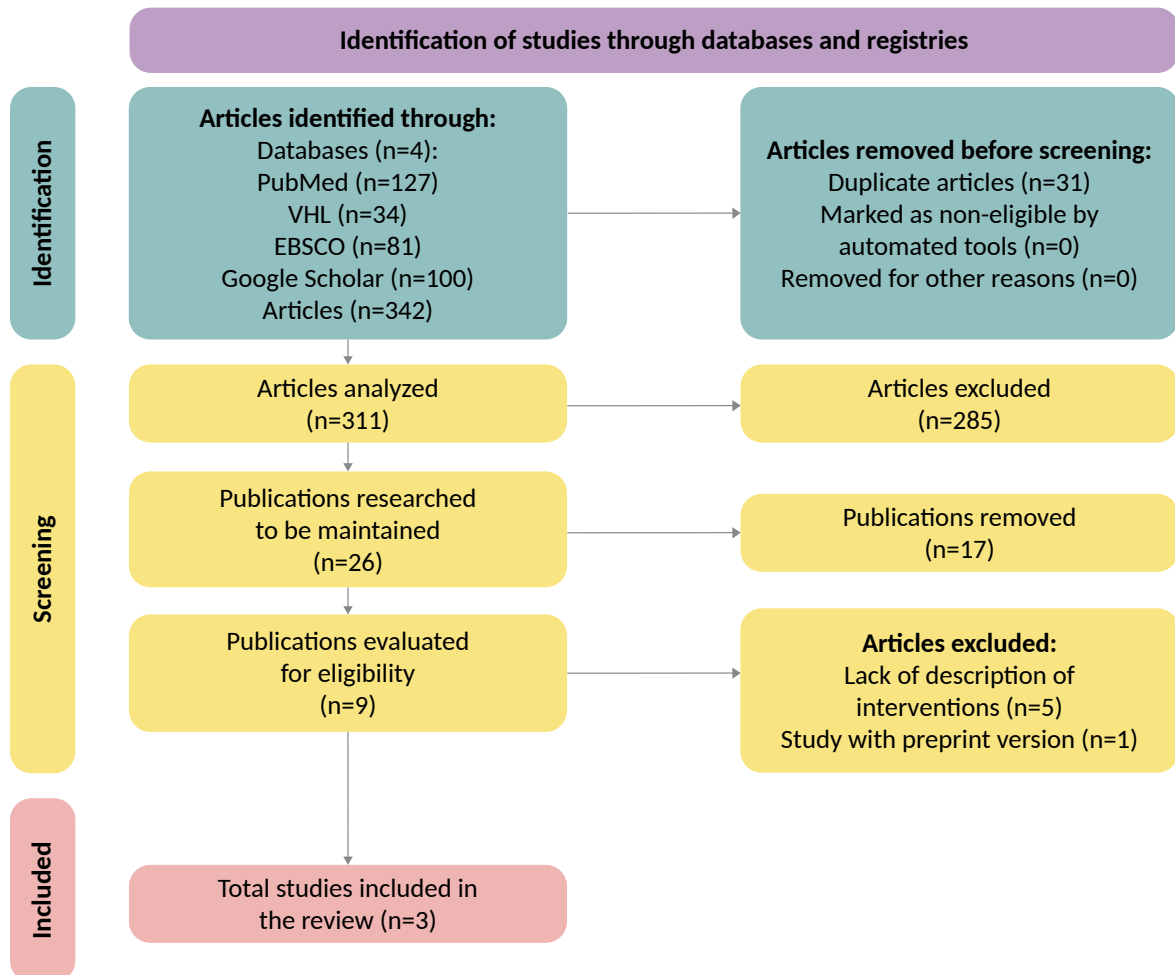 Identification of studies through databases and registries
Identification
Articles identified through:
Databases (n=4):
PubMed (n=127)
VHL (n=34)
EBSCO (n=81)
Google Scholar (n=100)
Articles (n=342)
Articles removed before screening:
Duplicate articles (n=31)
Marked as non-eligible by
automated tools (n=0)
Removed for other reasons (n=0)
Screening
Articles analyzed
(n=311)
Articles excluded
(n=285)
Publications researched
to be maintained
(n=26)
Publications removed
(n=17)
Publications evaluated
for eligibility
(n=9)
Articles excluded:
Lack of description of
interventions (n=5)
Study with preprint version (n=1)
Included
Total studies included in
the review (n=3)